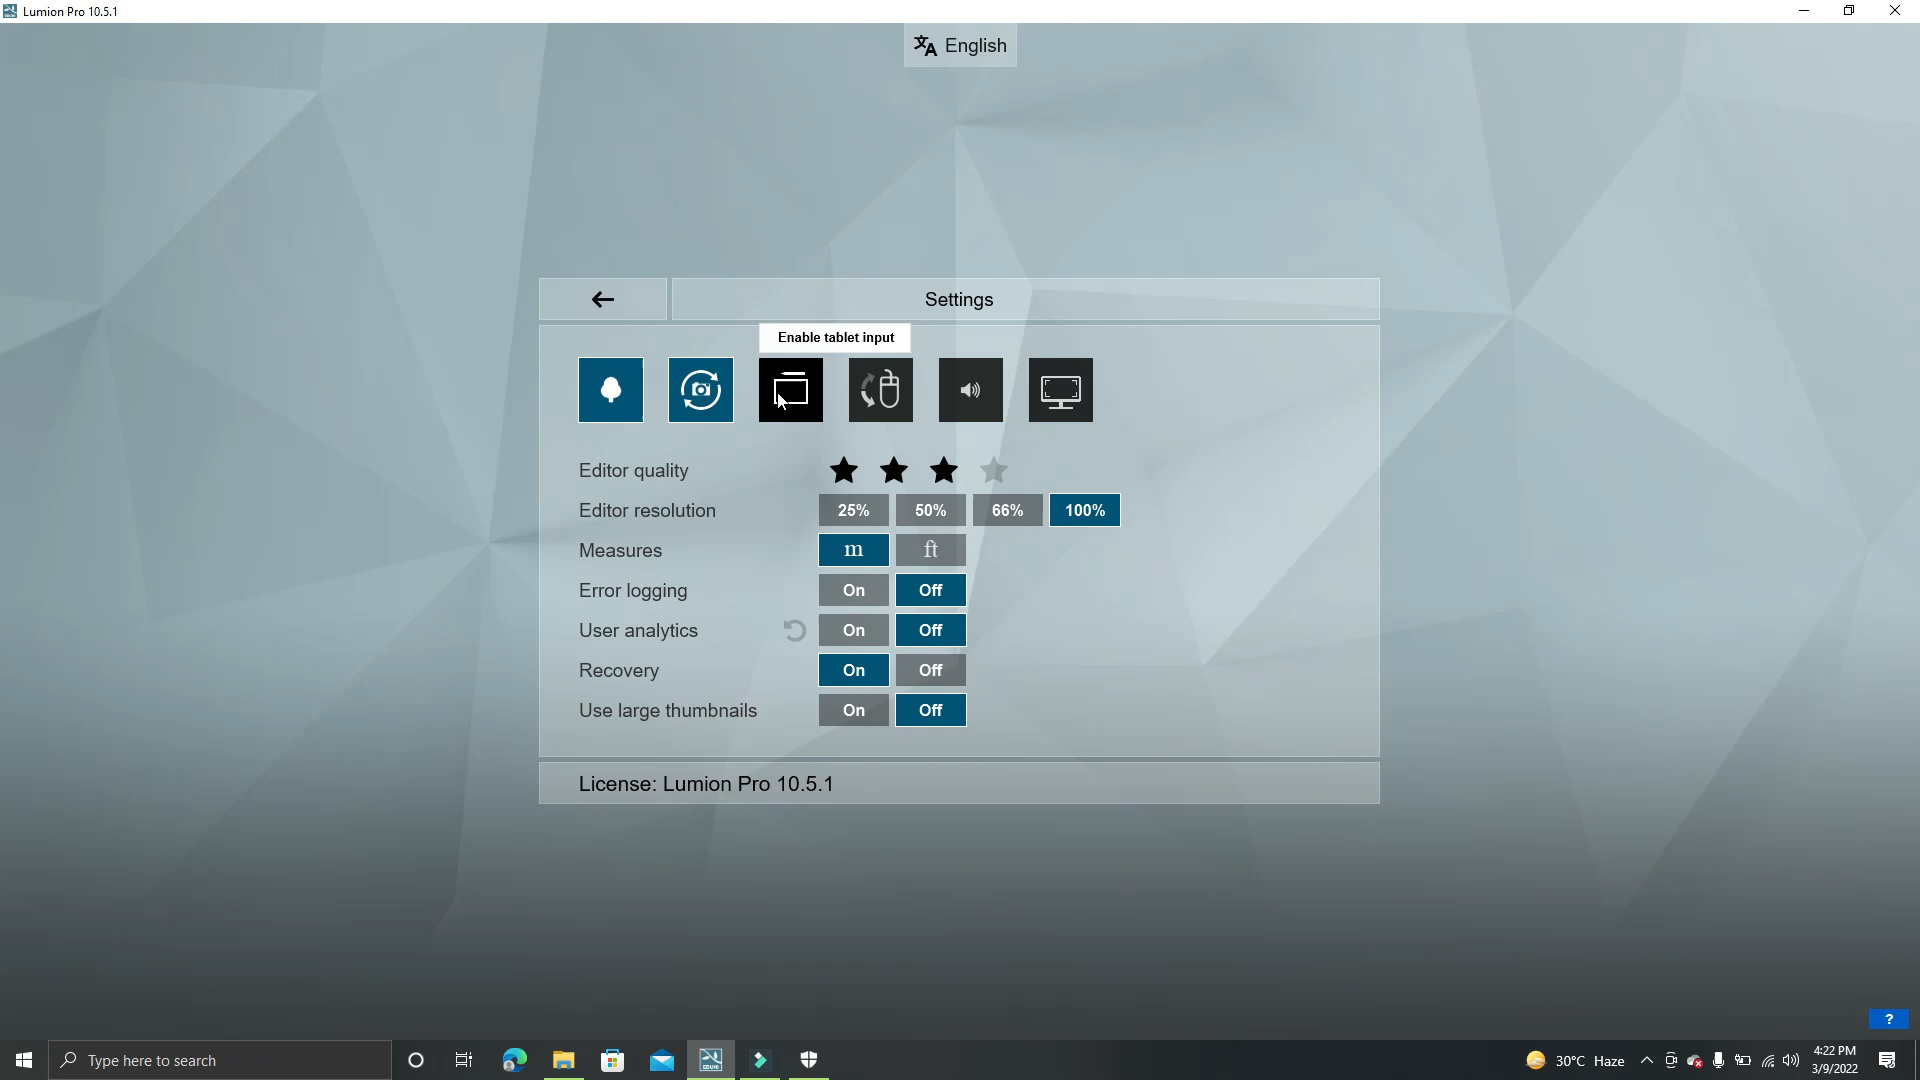 Lumion Pro 10.5.1
文A English
Settings
Enable tablet input
Editor quality
Editor resolution 25% 50% 66% 100%
Measures m ft
Error logging On Off
User analytics On Off
Recovery On Off
Use large thumbnails On Off
License: Lumion Pro 10.5.1
?
Type here to search
30°C Haze
4:22 PM
3/9/2022